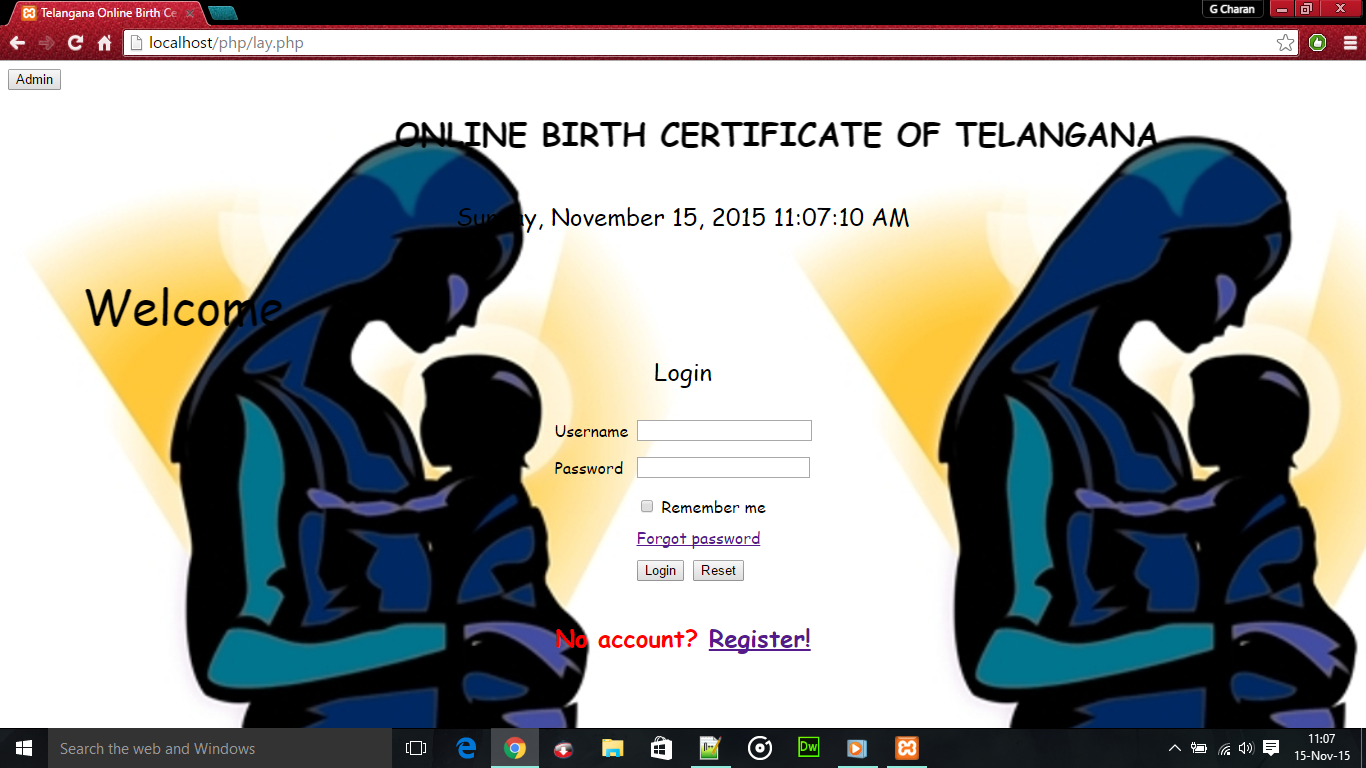 Telangana Online Birth Ce
G Charan
localhost/php/lay.php
Admin
ONLINE BIRTH CERTIFICATE OF TELANGANA
Sunday, November 15, 2015 11:07:10 AM
Welcome
Login
Username
Password
Remember me
Forgot password
Login Reset
No account? Register!
Search the web and Windows
Dw
11:07
15-Nov-15